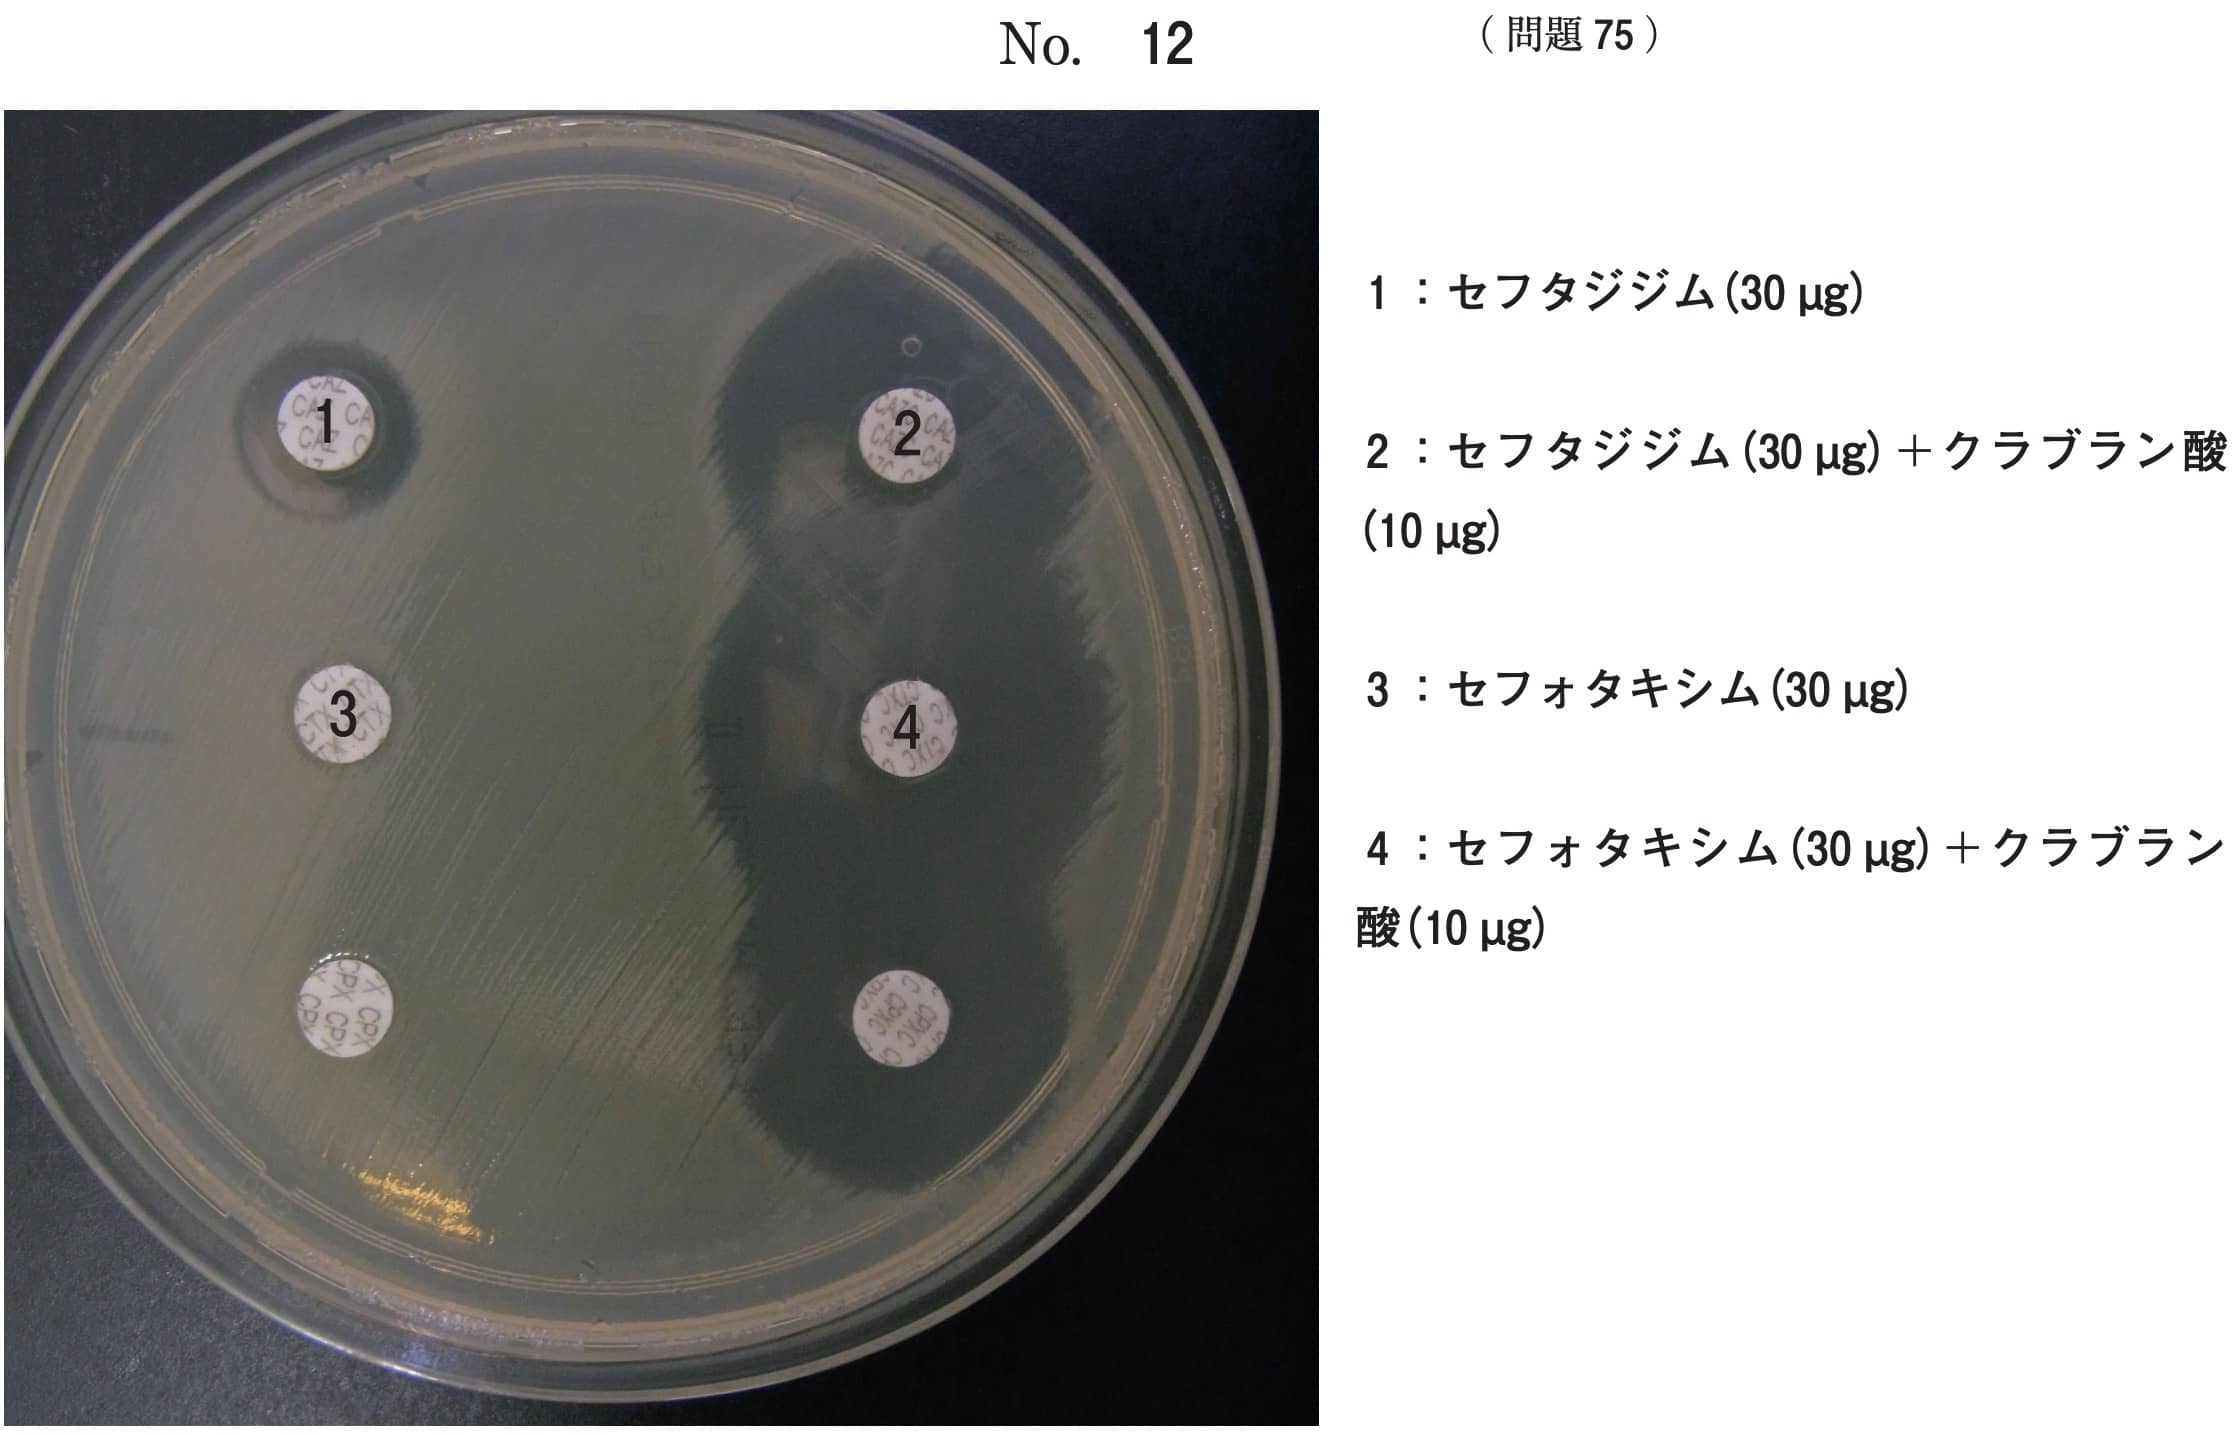 No. 12 （問題 75）
1：セフタジジム(30 μg)
2：セフタジジム(30 μg)＋クラブラン酸
(10 μg)
3：セフォタキシム(30 μg)
4：セフォタキシム(30 μg)＋クラブラン
酸(10 μg)
CAZ
CAZ CA
CAZ
1
2
CTX
CTX
3
4
CPX
CPX CPX CPX
CPXC CPXC